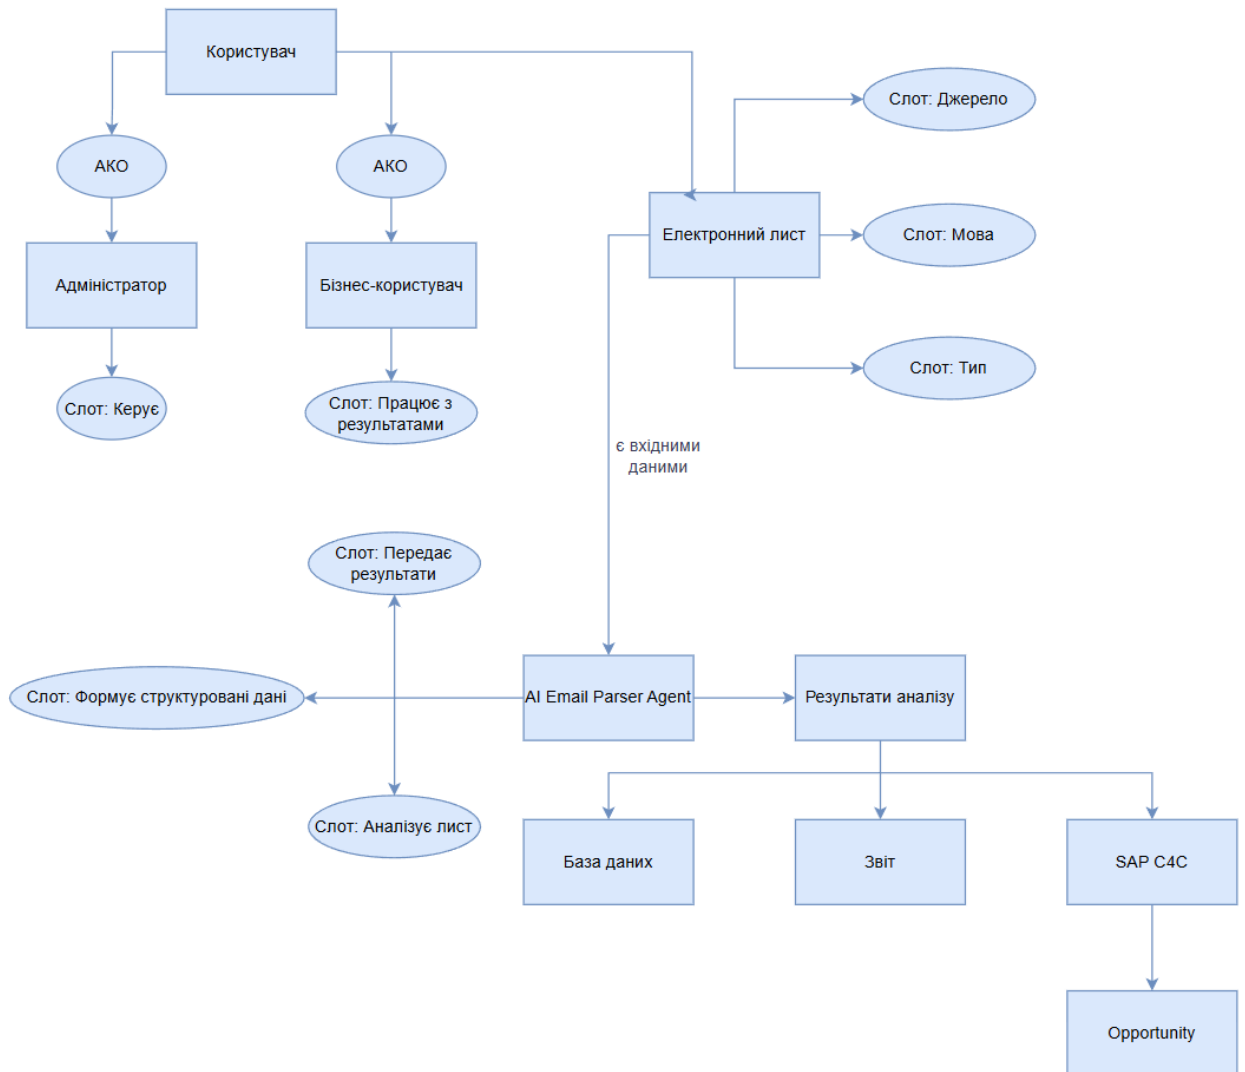 Користувач
Слот: Джерело
АКО
АКО
Електронний лист
Слот: Мова
Адміністратор
Бізнес-користувач
Слот: Тип
Слот: Керує
Слот: Працює з
результатами
є вхідними
даними
Слот: Передає
результати
Слот: Формує структуровані дані
AI Email Parser Agent
Результати аналізу
Слот: Аналізує лист
База даних
Звіт
SAP C4C
Opportunity